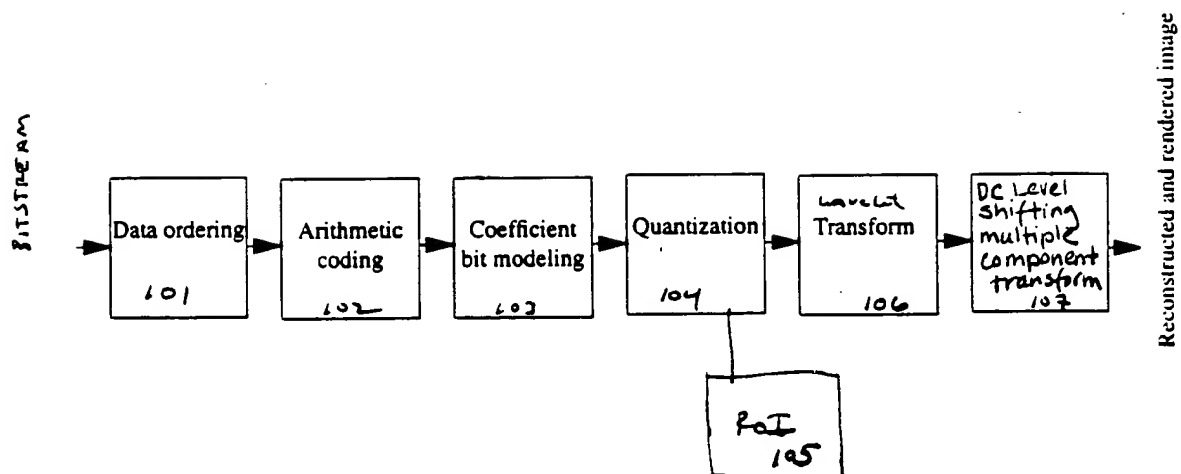 BITSTREAM
Data ordering
101
Arithmetic
coding
102
Coefficient
bit modeling
103
Quantization
104
wavelet
Transform
106
DC Level
shifting
multiple
component
transform
107
RoI
105
Reconstructed and rendered image